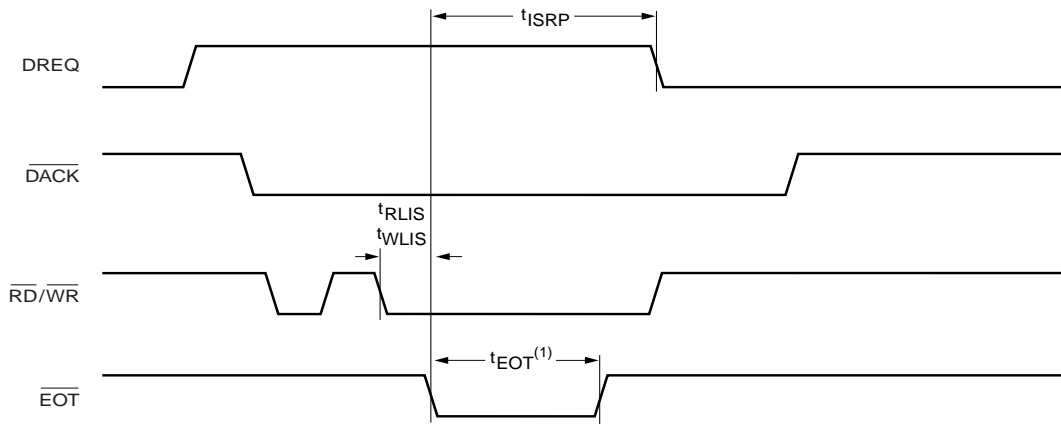 tISRP
DREQ
DACK
tRLIS
tWLIS
RD/WR
tEOT(1)
EOT